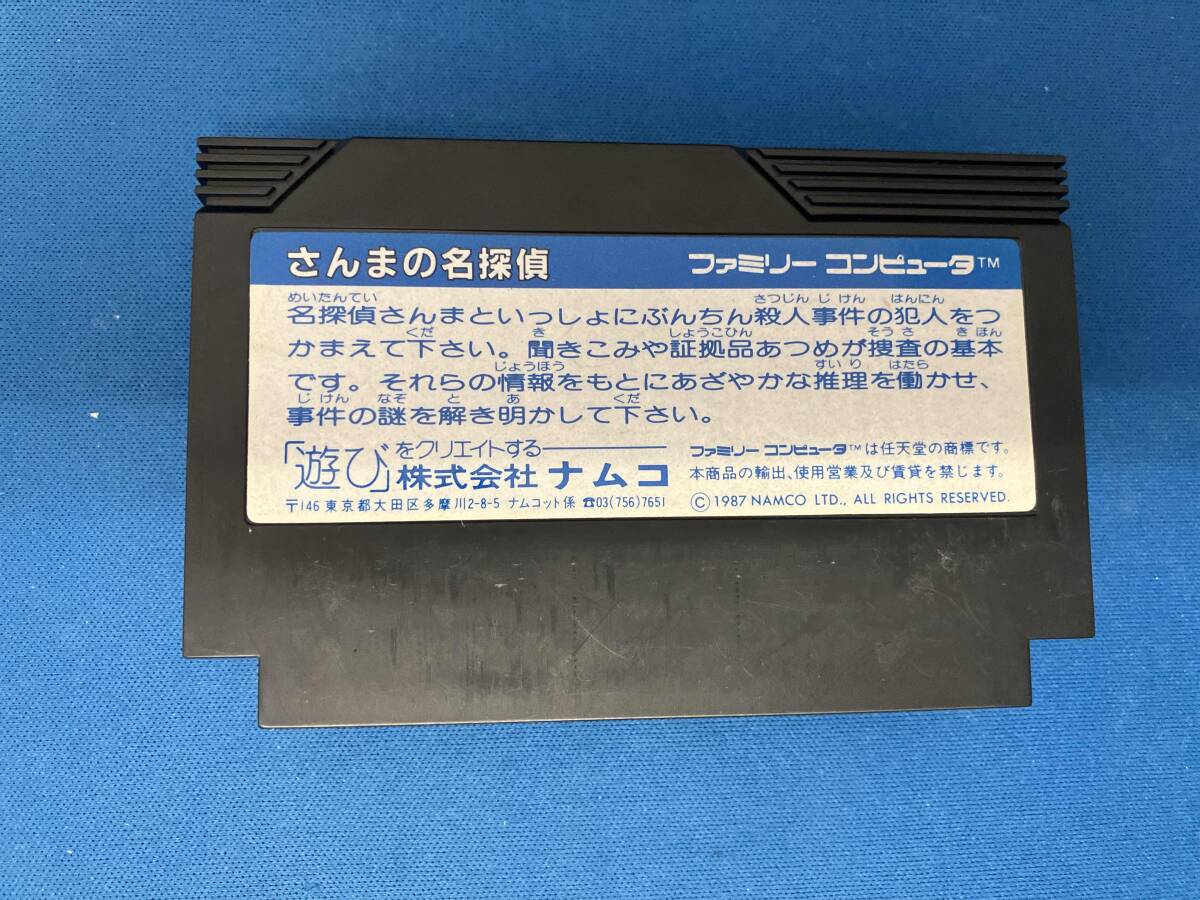 さんまの名探偵 ファミリー コンピュータ™
めいたんてい さつじん じ けん はんにん
名探偵さんまといっしょにぶんちん殺人事件の犯人をつ
くだ き しょうこひん そう さ き ほん
かまえて下さい。聞きこみや証拠品あつめが捜査の基本
じょうほう すい り はたら
です。それらの情報をもとにあざやかな推理を働かせ、
じ けん なぞ と あ くだ
事件の謎を解き明かして下さい。
「遊び」をクリエイトする
株式会社 ナムコ
〒146 東京都大田区多摩川2-8-5 ナムコット係 ☎03(756)7651
ファミリー コンピュータ™は任天堂の商標です。
本商品の輸出、使用営業及び賃貸を禁じます。
Ⓒ1987 NAMCO LTD., ALL RIGHTS RESERVED.